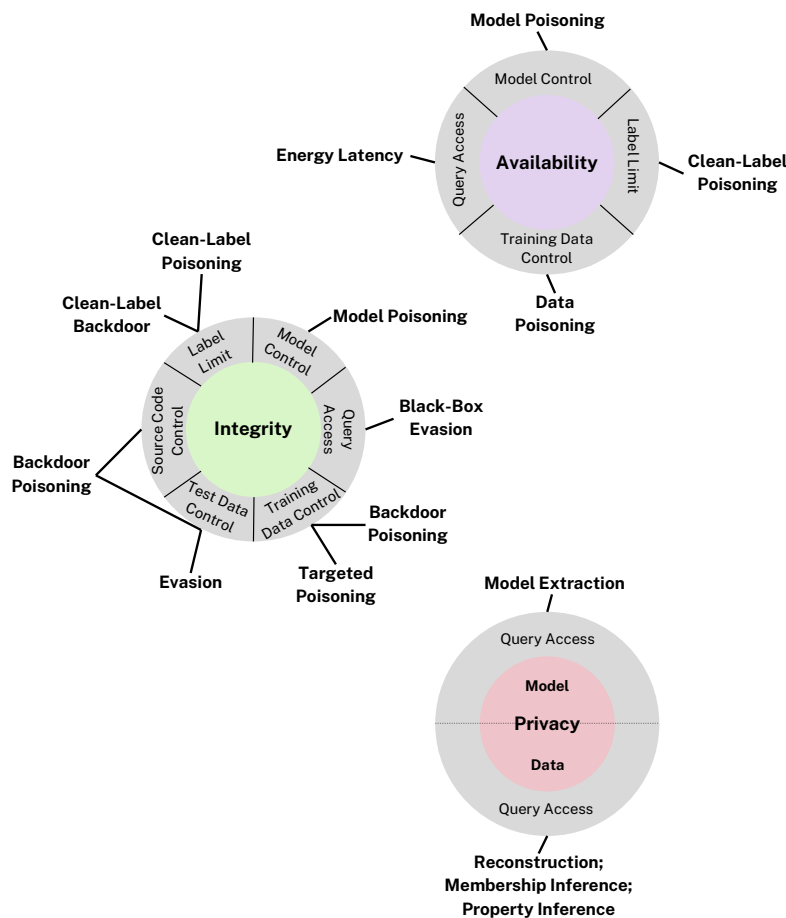 Model Poisoning
Model Control
Query Access
Availability
Label Limit
Energy Latency
Clean-Label
Poisoning
Training Data
Control
Data
Poisoning
Clean-Label
Poisoning
Clean-Label
Backdoor
Model Poisoning
Label
Limit
Model
Control
Source Code
Control
Integrity
Query
Access
Black-Box
Evasion
Backdoor
Poisoning
Test Data
Control
Training
Data Control
Backdoor
Poisoning
Evasion
Targeted
Poisoning
Model Extraction
Query Access
Model
Privacy
Data
Query Access
Reconstruction;
Membership Inference;
Property Inference